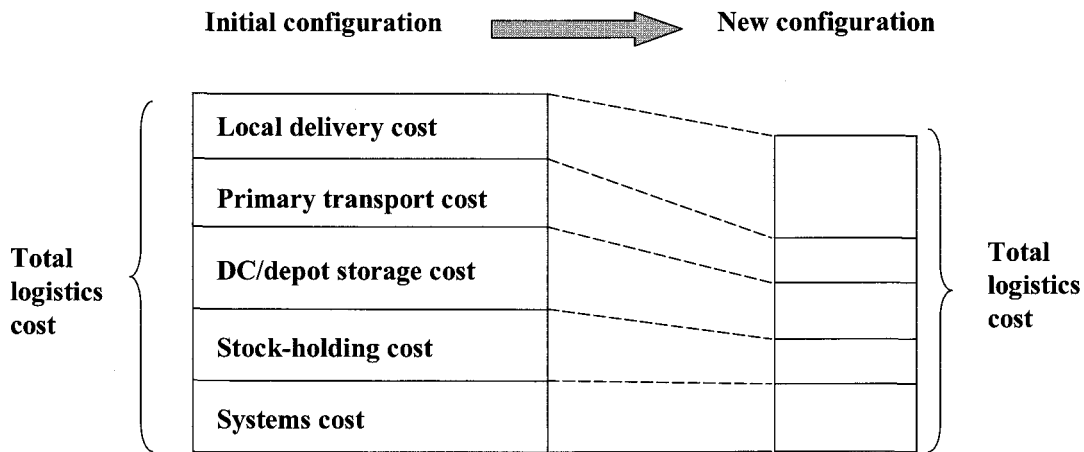 Initial configuration
New configuration
Local delivery cost
Primary transport cost
DC/depot storage cost
Stock-holding cost
Systems cost
Total
logistics
cost
Total
logistics
cost